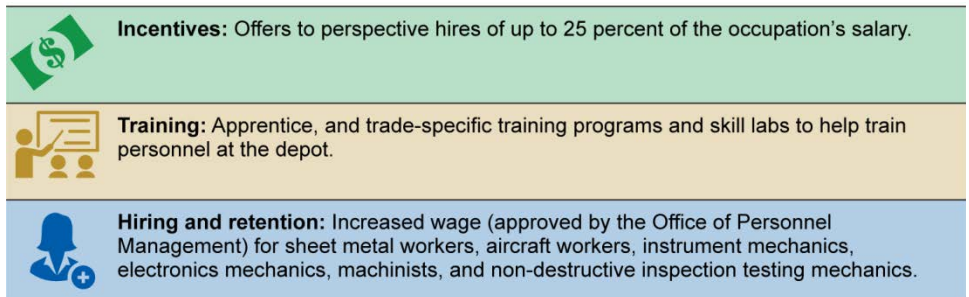 Incentives: Offers to perspective hires of up to 25 percent of the occupation's salary.
Training: Apprentice, and trade-specific training programs and skill labs to help train
personnel at the depot.
Hiring and retention: Increased wage (approved by the Office of Personnel
Management) for sheet metal workers, aircraft workers, instrument mechanics,
electronics mechanics, machinists, and non-destructive inspection testing mechanics.